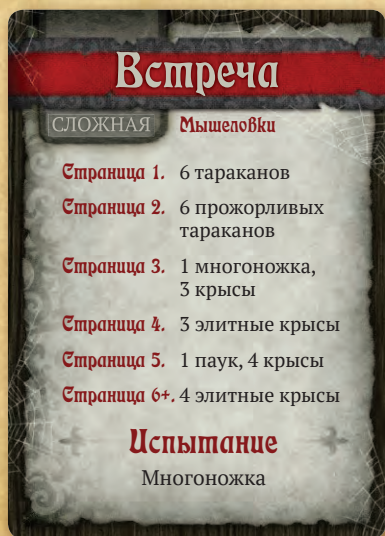 Встреча
СЛОЖНАЯ Мышеловки
Страница 1. 6 тараканов
Страница 2. 6 прожорливых
тараканов
Страница 3. 1 многоножка,
3 крысы
Страница 4. 3 элитные крысы
Страница 5. 1 паук, 4 крысы
Страница 6+. 4 элитные крысы
Испытание
Многоножка